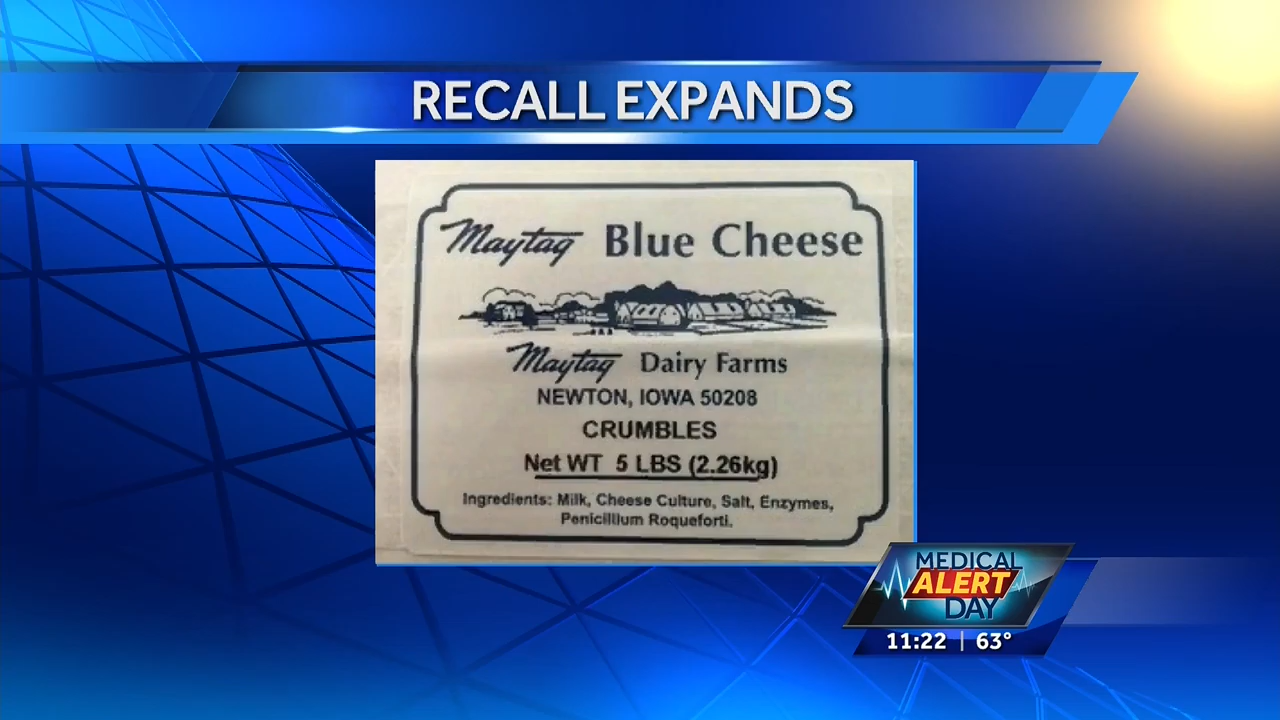 RECALL EXPANDS
Maytag Blue Cheese
Maytag Dairy Farms
NEWTON, IOWA 50208
CRUMBLES
Net WT 5 LBS (2.26kg)
Ingredients: Milk, Cheese Culture, Salt, Enzymes,
Penicillium Roqueforti.
MEDICAL
ALERT
DAY
11:22 | 63°